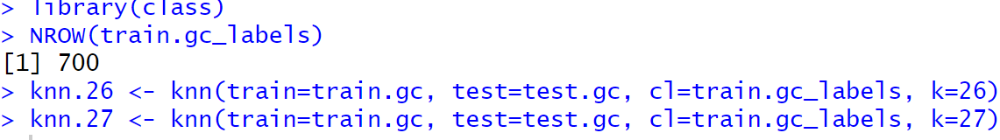 > library(class)
> NROW(train.gc_labels)
[1] 700
> knn.26 <- knn(train=train.gc, test=test.gc, cl=train.gc_labels, k=26)
> knn.27 <- knn(train=train.gc, test=test.gc, cl=train.gc_labels, k=27)